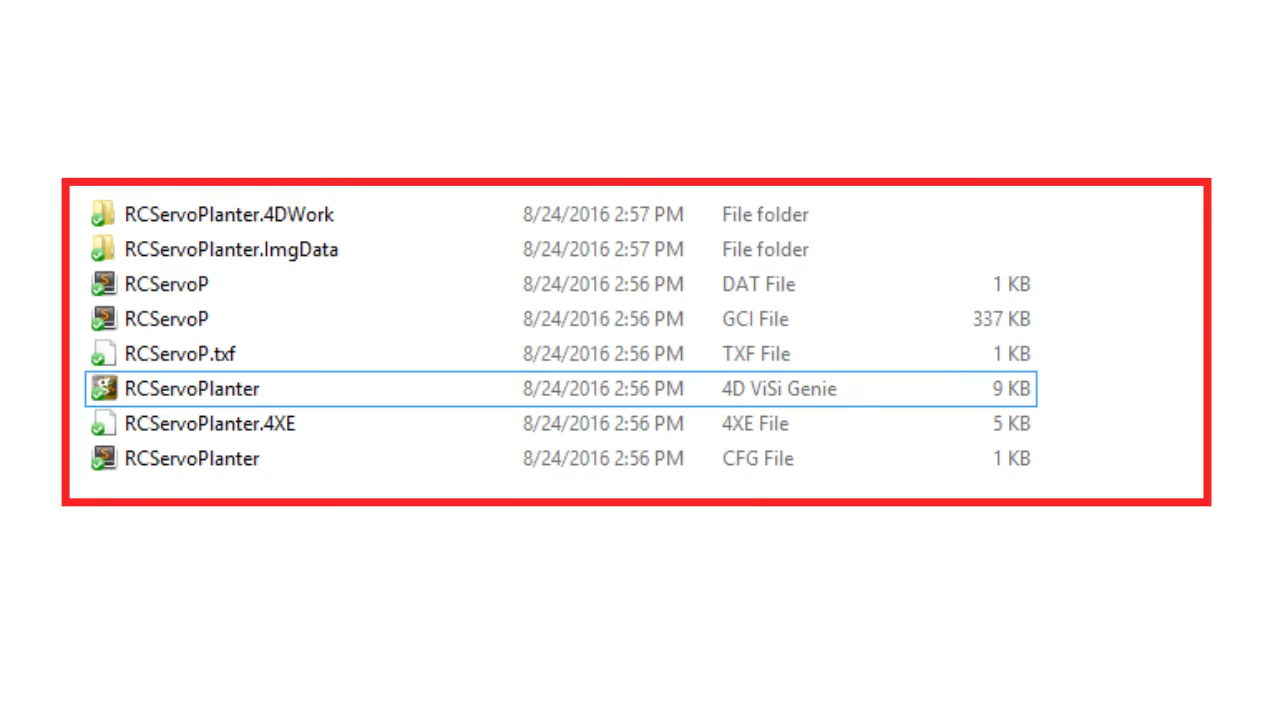 RCServoPlanter.4DWork 8/24/2016 2:57 PM File folder
RCServoPlanter.ImgData 8/24/2016 2:57 PM File folder
RCServoP 8/24/2016 2:56 PM DAT File 1 KB
RCServoP 8/24/2016 2:56 PM GCI File 337 KB
RCServoP.txf 8/24/2016 2:56 PM TXF File 1 KB
RCServoPlanter 8/24/2016 2:56 PM 4D ViSi Genie 9 KB
RCServoPlanter.4XE 8/24/2016 2:56 PM 4XE File 5 KB
RCServoPlanter 8/24/2016 2:56 PM CFG File 1 KB